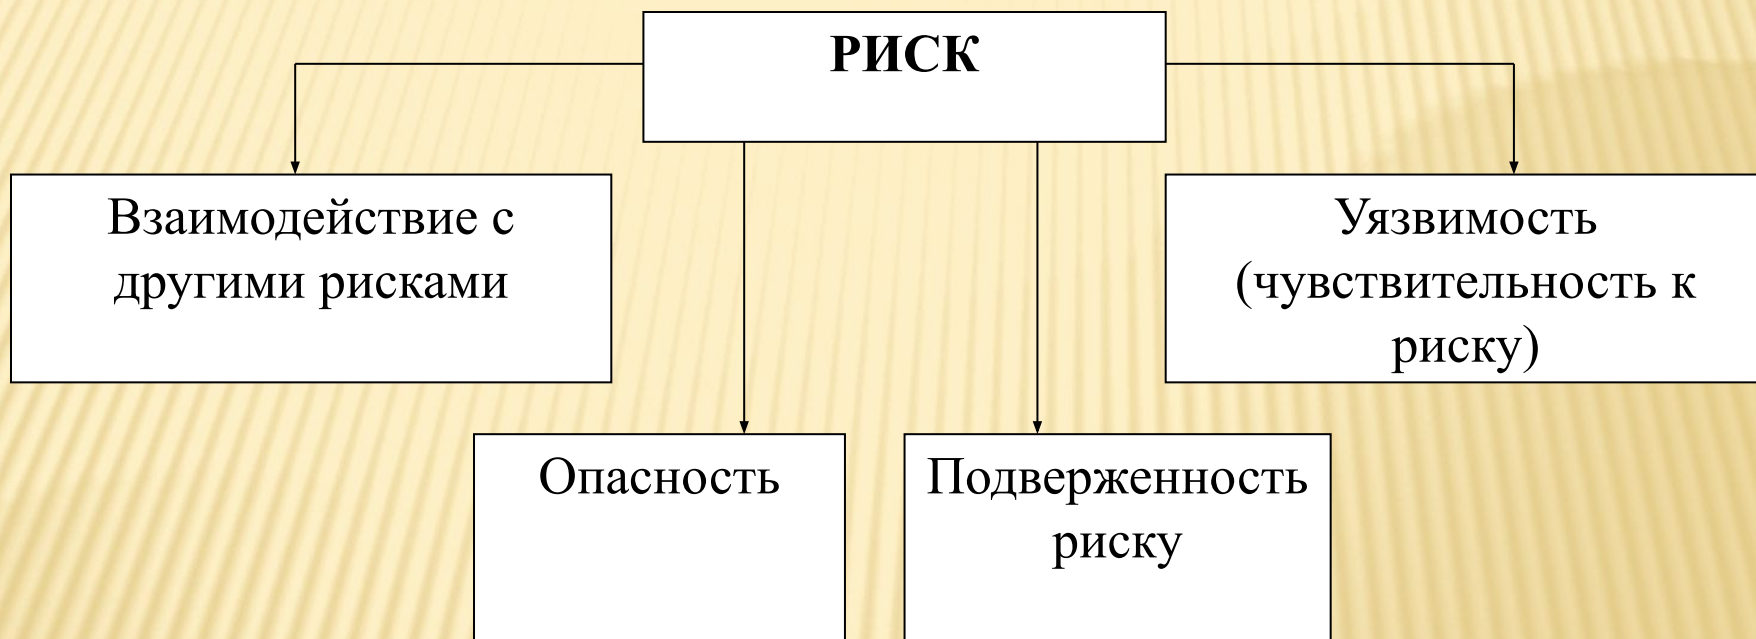 РИСК
Взаимодействие с
другими рисками
Уязвимость
(чувствительность к
риску)
Опасность
Подверженность
риску